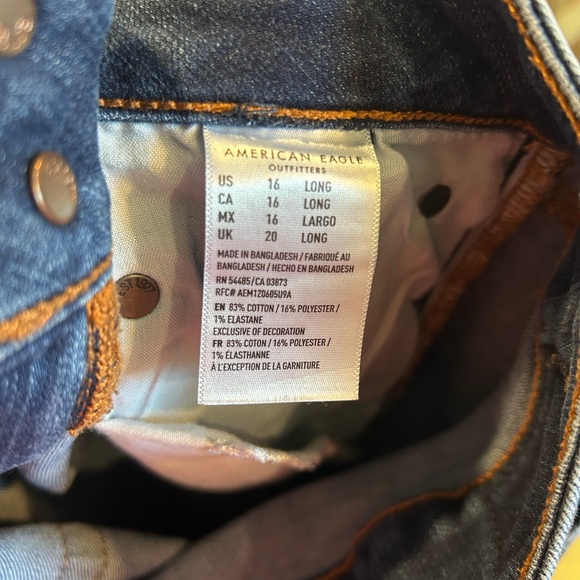 AMERICAN EAGLE
OUTFITTERS
US 16 LONG
CA 16 LONG
MX 16 LARGO
UK 20 LONG
MADE IN BANGLADESH / FABRIQUÉ AU
BANGLADESH / HECHO EN BANGLADESH
RN 54485/CA 03873
RFC# AEM120605U9A
EN 83% COTTON / 16% POLYESTER /
1% ELASTANE
EXCLUSIVE OF DECORATION
FR 83% COTON / 16% POLYESTER /
1% ÉLASTHANNE
À L'EXCEPTION DE LA GARNITURE